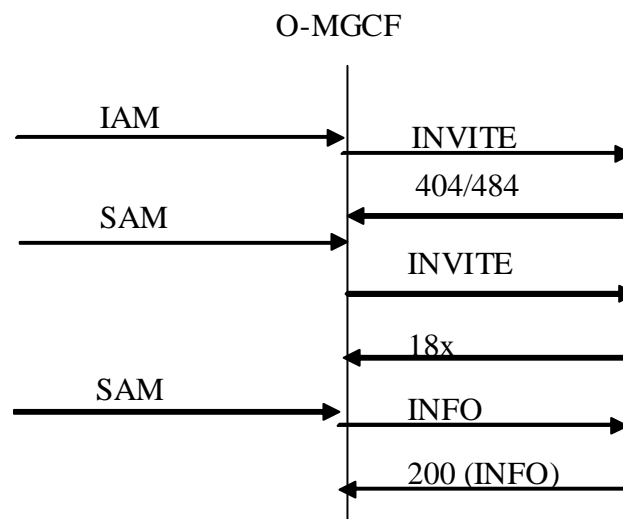 O-MGCF
IAM
INVITE
404/484
SAM
INVITE
18x
SAM
INFO
200 (INFO)